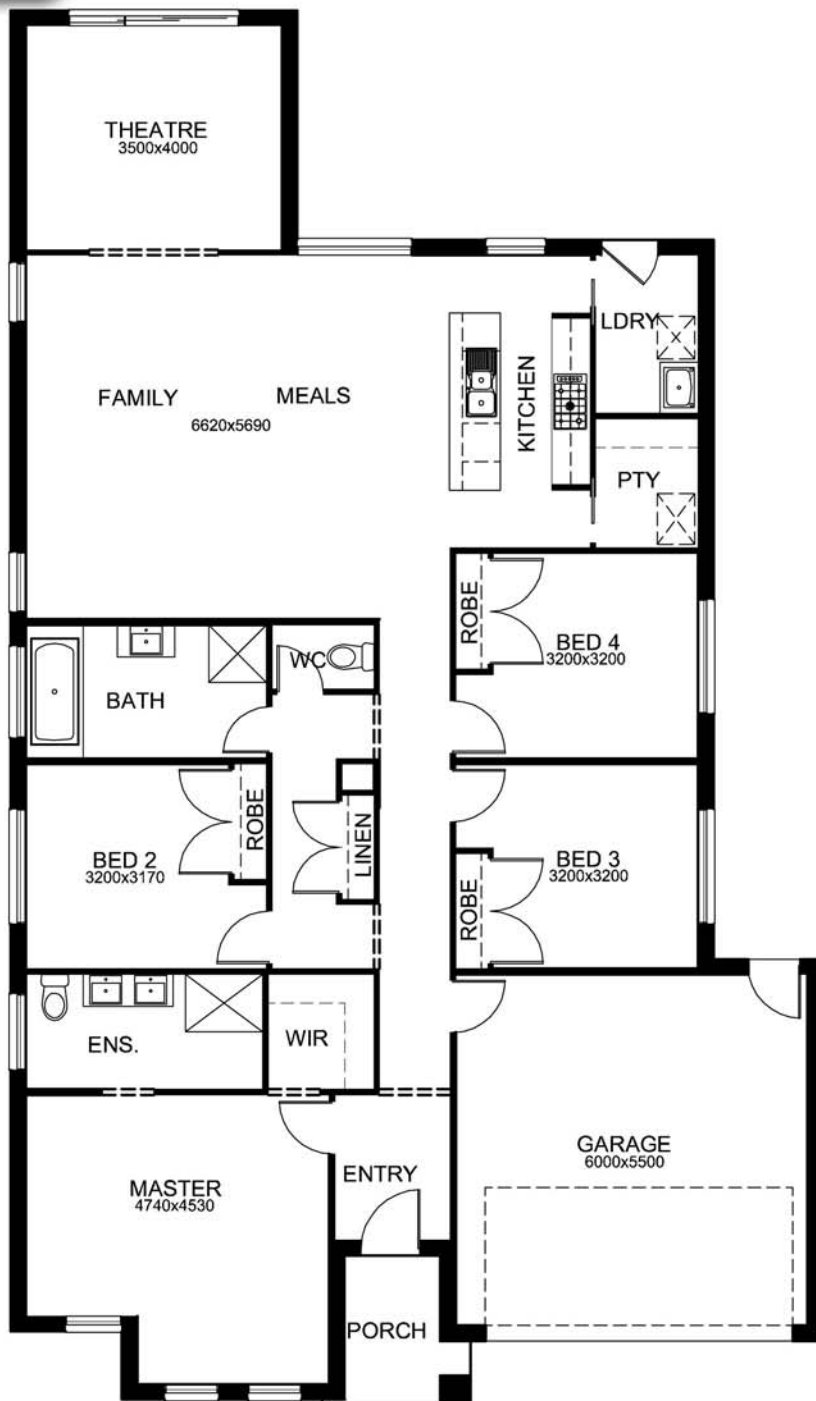 THEATRE
3500x4000
LDRY
FAMILY
MEALS
6620x5690
KITCHEN
PTY
ROBE
BED 4
3200x3200
WC
BATH
BED 2
3200x3170
ROBE
LINEN
BED 3
3200x3200
ROBE
ENS.
WIR
MASTER
4740x4530
ENTRY
GARAGE
6000x5500
PORCH